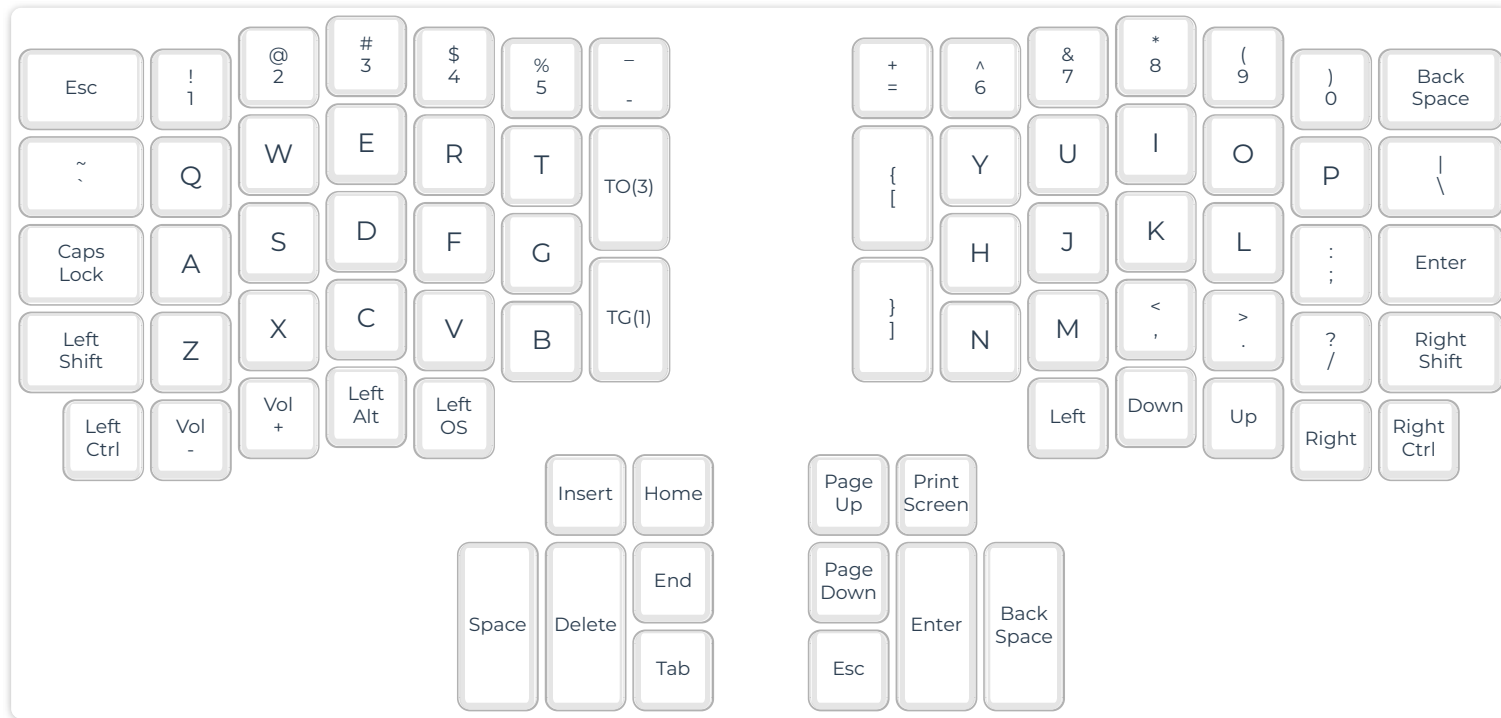 Esc
!
1
@
2
#
3
$
4
%
5
_
-
+
=
^
6
&
7
*
8
(
9
)
0
Back
Space
~
`
Q
W
E
R
T
TO(3)
{
[
Y
U
I
O
P
|
\
Caps
Lock
A
S
D
F
G
H
J
K
L
:
;
Enter
Left
Shift
Z
X
C
V
B
TG(1)
}
]
N
M
<
,
>
.
?
/
Right
Shift
Left
Ctrl
Vol
-
Vol
+
Left
Alt
Left
OS
Left
Down
Up
Right
Right
Ctrl
Insert
Home
Page
Up
Print
Screen
Space
Delete
End
Tab
Page
Down
Esc
Enter
Back
Space